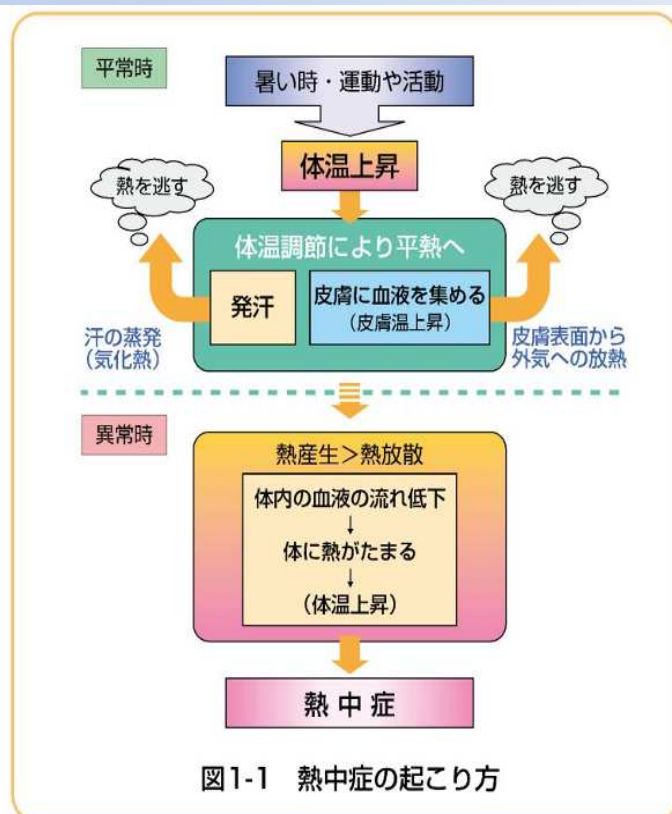 平常時
暑い時・運動や活動
体温上昇
熱を逃す
熱を逃す
体温調節により平熱へ
発汗
皮膚に血液を集める
(皮膚温上昇)
汗の蒸発
(気化熱)
皮膚表面から
外気への放熱
異常時
熱産生＞熱放散
体内の血液の流れ低下
↓
体に熱がたまる
↓
(体温上昇)
熱中症
図1-1 熱中症の起こり方